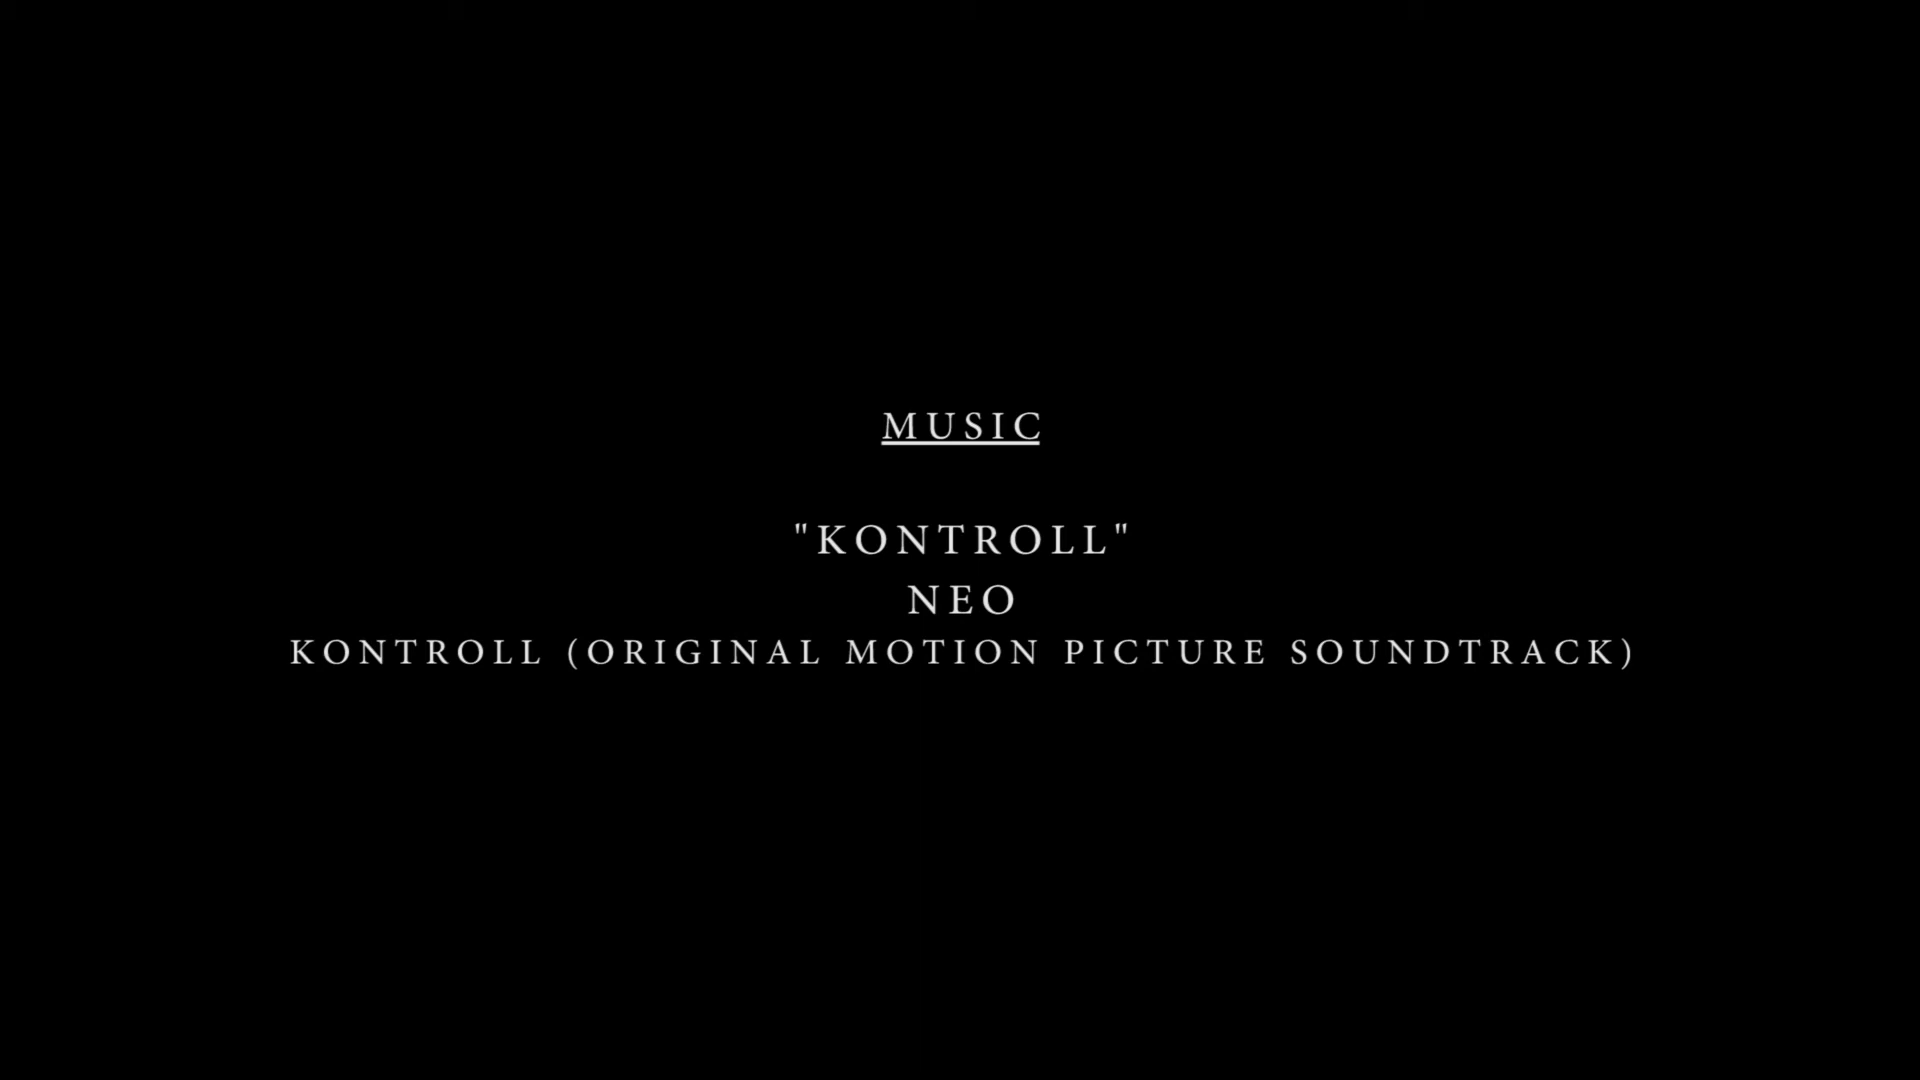 MUSIC
"KONTROLL"
NEO
KONTROLL (ORIGINAL MOTION PICTURE SOUNDTRACK)